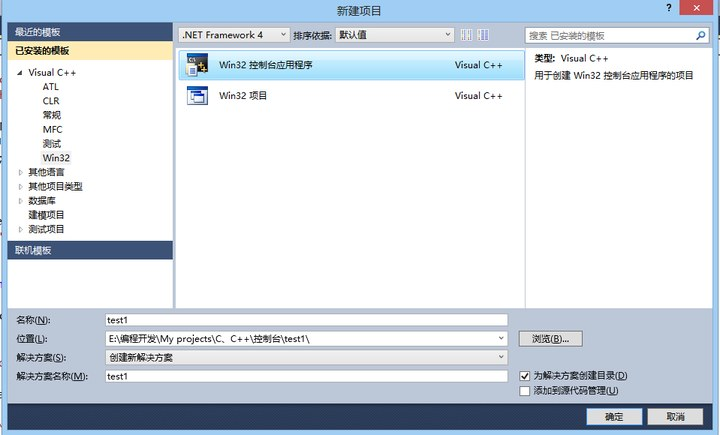 新建项目
?
最近的模板
.NET Framework 4 排序依据: 默认值 搜索 已安装的模板
已安装的模板
Visual C++
ATL
CLR
常规
MFC
测试
Win32
其他语言
其他项目类型
数据库
建模项目
测试项目
联机模板
Win32 控制台应用程序 Visual C++
Win32 项目 Visual C++
类型: Visual C++
用于创建 Win32 控制台应用程序的项目
名称(N): test1
位置(L): E:\编程开发\My projects\C、C++\控制台\test1\ 浏览(B)...
解决方案(S): 创建新解决方案
解决方案名称(M): test1
为解决方案创建目录(D)
添加到源代码管理(U)
确定 取消